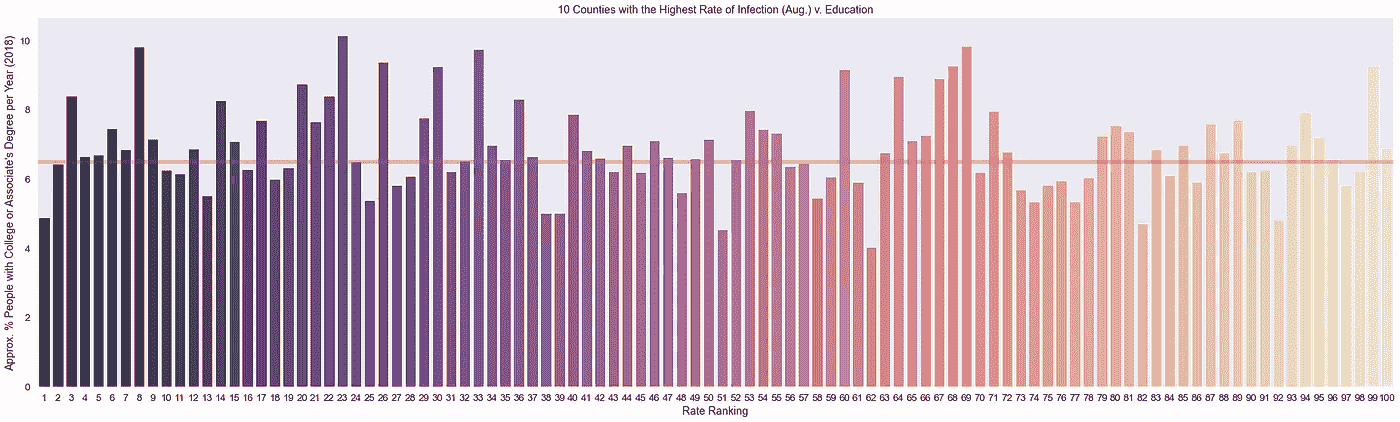 10 Counties with the Highest Rate of Infection (Aug.) v. Education
Approx. % People with College or Associate's Degree per Year (2018)
10
8
6
4
2
0
1 2 3 4 5 6 7 8 9 10 11 12 13 14 15 16 17 18 19 20 21 22 23 24 25 26 27 28 29 30 31 32 33 34 35 36 37 38 39 40 41 42 43 44 45 46 47 48 49 50 51 52 53 54 55 56 57 58 59 60 61 62 63 64 65 66 67 68 69 70 71 72 73 74 75 76 77 78 79 80 81 82 83 84 85 86 87 88 89 90 91 92 93 94 95 96 97 98 99 100
Rate Ranking